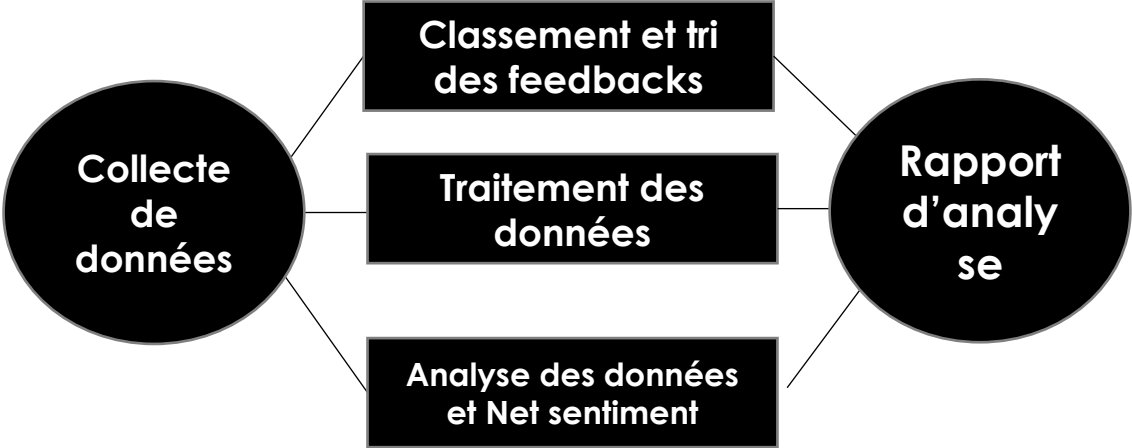 Classement et tri
des feedbacks
Collecte
de
données
Traitement des
données
Rapport
d’analy
se
Analyse des données
et Net sentiment